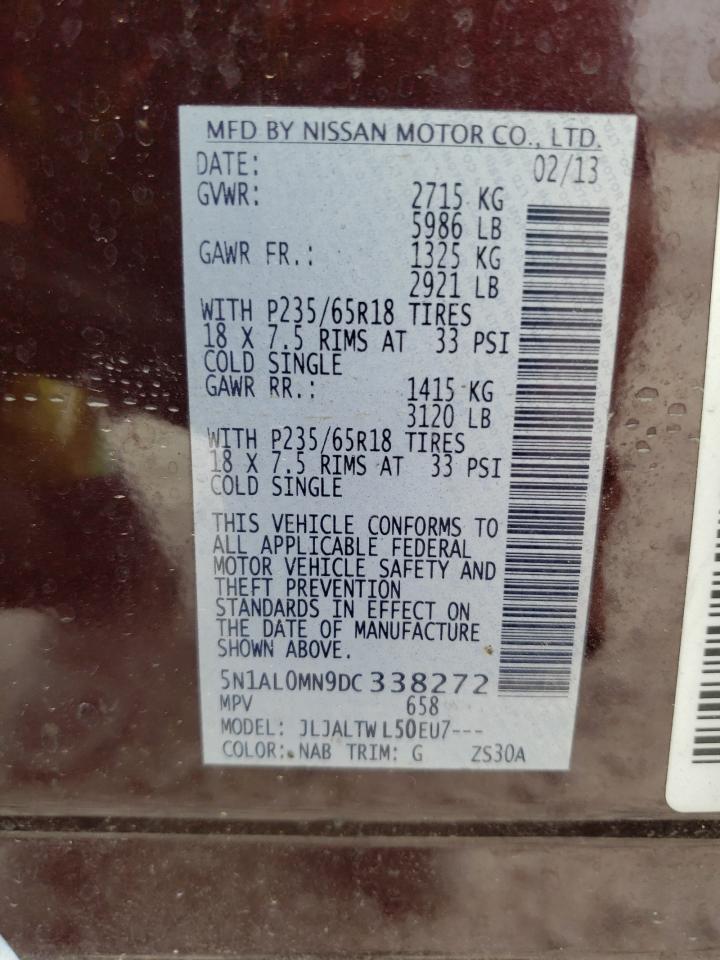 MFD BY NISSAN MOTOR CO., LTD.
DATE: 02/13
GVWR: 2715 KG
5986 LB
GAWR FR.: 1325 KG
2921 LB
WITH P235/65R18 TIRES
18 X 7.5 RIMS AT 33 PSI
COLD SINGLE
GAWR RR.: 1415 KG
3120 LB
WITH P235/65R18 TIRES
18 X 7.5 RIMS AT 33 PSI
COLD SINGLE
THIS VEHICLE CONFORMS TO
ALL APPLICABLE FEDERAL
MOTOR VEHICLE SAFETY AND
THEFT PREVENTION
STANDARDS IN EFFECT ON
THE DATE OF MANUFACTURE
SHOWN ABOVE.
5N1AL0MN9DC 338272
MPV 658
MODEL: JLJALTWL50EU7---
COLOR: NAB TRIM: G ZS30A